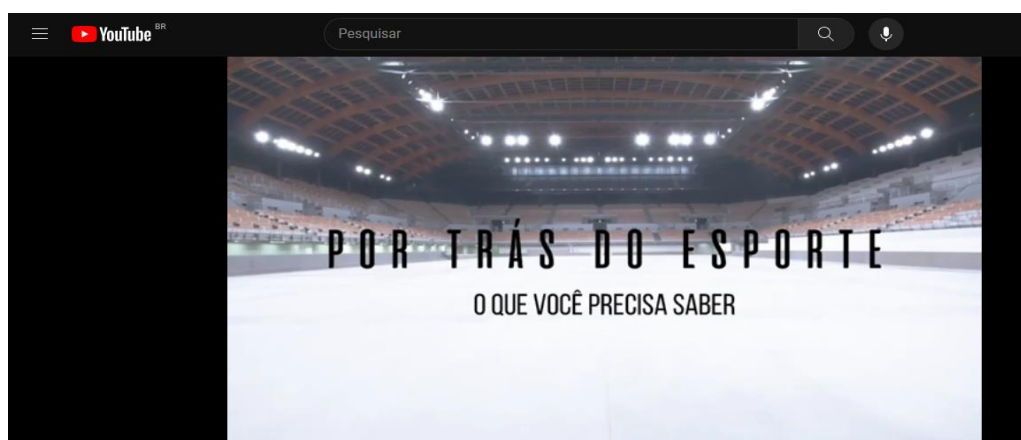 YouTube BR
Pesquisar
POR TRÁS DO ESPORTE
O QUE VOCÊ PRECISA SABER